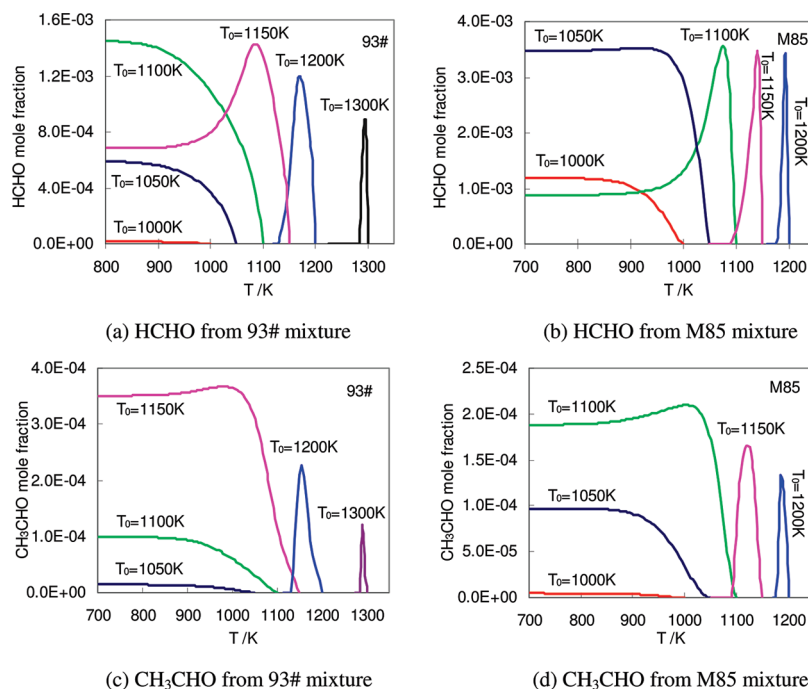 1.6E-03
1.2E-03
8.0E-04
4.0E-04
0.0E+00
HCHO mole fraction
T₀=1150K
93#
T₀=1100K
T₀=1200K
T₀=1300K
T₀=1050K
T₀=1000K
800 900 1000 1100 1200 1300
T /K
(a) HCHO from 93# mixture
4.0E-03
3.0E-03
2.0E-03
1.0E-03
0.0E+00
HCHO mole fraction
T₀=1050K
T₀=1100K
M85
T₀=1150K
T₀=1200K
T₀=1000K
700 800 900 1000 1100 1200
T /K
(b) HCHO from M85 mixture
4.0E-04
3.0E-04
2.0E-04
1.0E-04
0.0E+00
CH₃CHO mole fraction
93#
T₀=1150K
T₀=1200K
T₀=1300K
T₀=1100K
T₀=1050K
700 800 900 1000 1100 1200 1300
T /K
(c) CH₃CHO from 93# mixture
2.5E-04
2.0E-04
1.5E-04
1.0E-04
5.0E-05
0.0E+00
CH₃CHO mole fraction
M85
T₀=1100K
T₀=1150K
T₀=1200K
T₀=1050K
T₀=1000K
700 800 900 1000 1100 1200
T /K
(d) CH₃CHO from M85 mixture